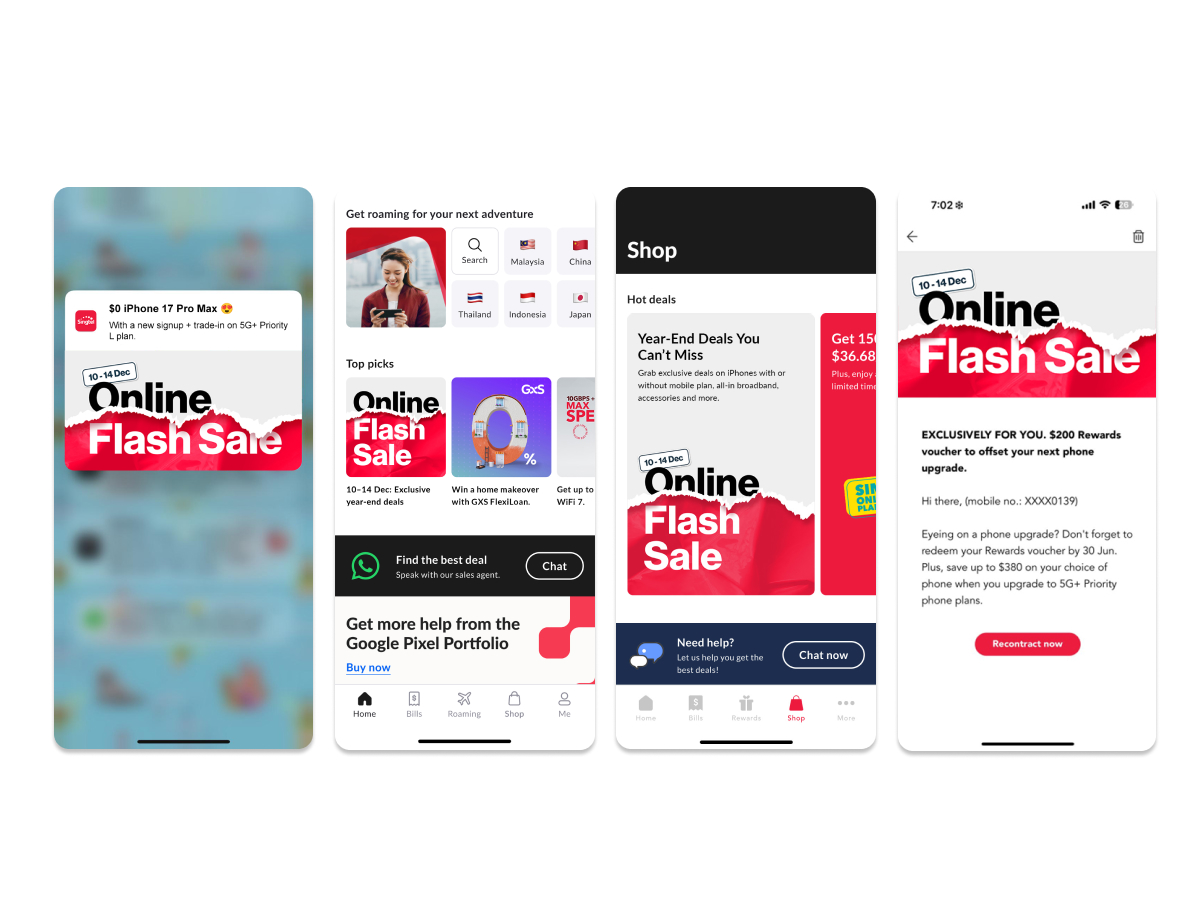 Singtel
$0 iPhone 17 Pro Max 😍
With a new signup + trade-in on 5G+ Priority
L plan.
10 - 14 Dec
Online
Flash Sale
Get roaming for your next adventure
Search
Malaysia
China
Thailand
Indonesia
Japan
Top picks
Online
Flash
Sale
GXS
%
10GBPS +
MAX
SPE
10–14 Dec: Exclusive
year-end deals
Win a home makeover
with GXS FlexiLoan.
Get up to
WiFi 7.
Find the best deal
Speak with our sales agent.
Chat
Get more help from the
Google Pixel Portfolio
Buy now
Home
Bills
Roaming
Shop
Me
Shop
Hot deals
Year-End Deals You
Can't Miss
Grab exclusive deals on iPhones with or
without mobile plan, all-in broadband,
accessories and more.
10 - 14 Dec
Online
Flash
Sale
Get 150
$36.68
Plus, enjoy a
limited time
SIM
ONL
PLA
Need help?
Let us help you get the
best deals!
Chat now
Home
Bills
Rewards
Shop
More
7:02
26
10 - 14 Dec
Online
Flash Sale
EXCLUSIVELY FOR YOU. $200 Rewards
voucher to offset your next phone
upgrade.
Hi there, (mobile no.: XXXX0139)
Eyeing on a phone upgrade? Don't forget to
redeem your Rewards voucher by 30 Jun.
Plus, save up to $380 on your choice of
phone when you upgrade to 5G+ Priority
phone plans.
Recontract now